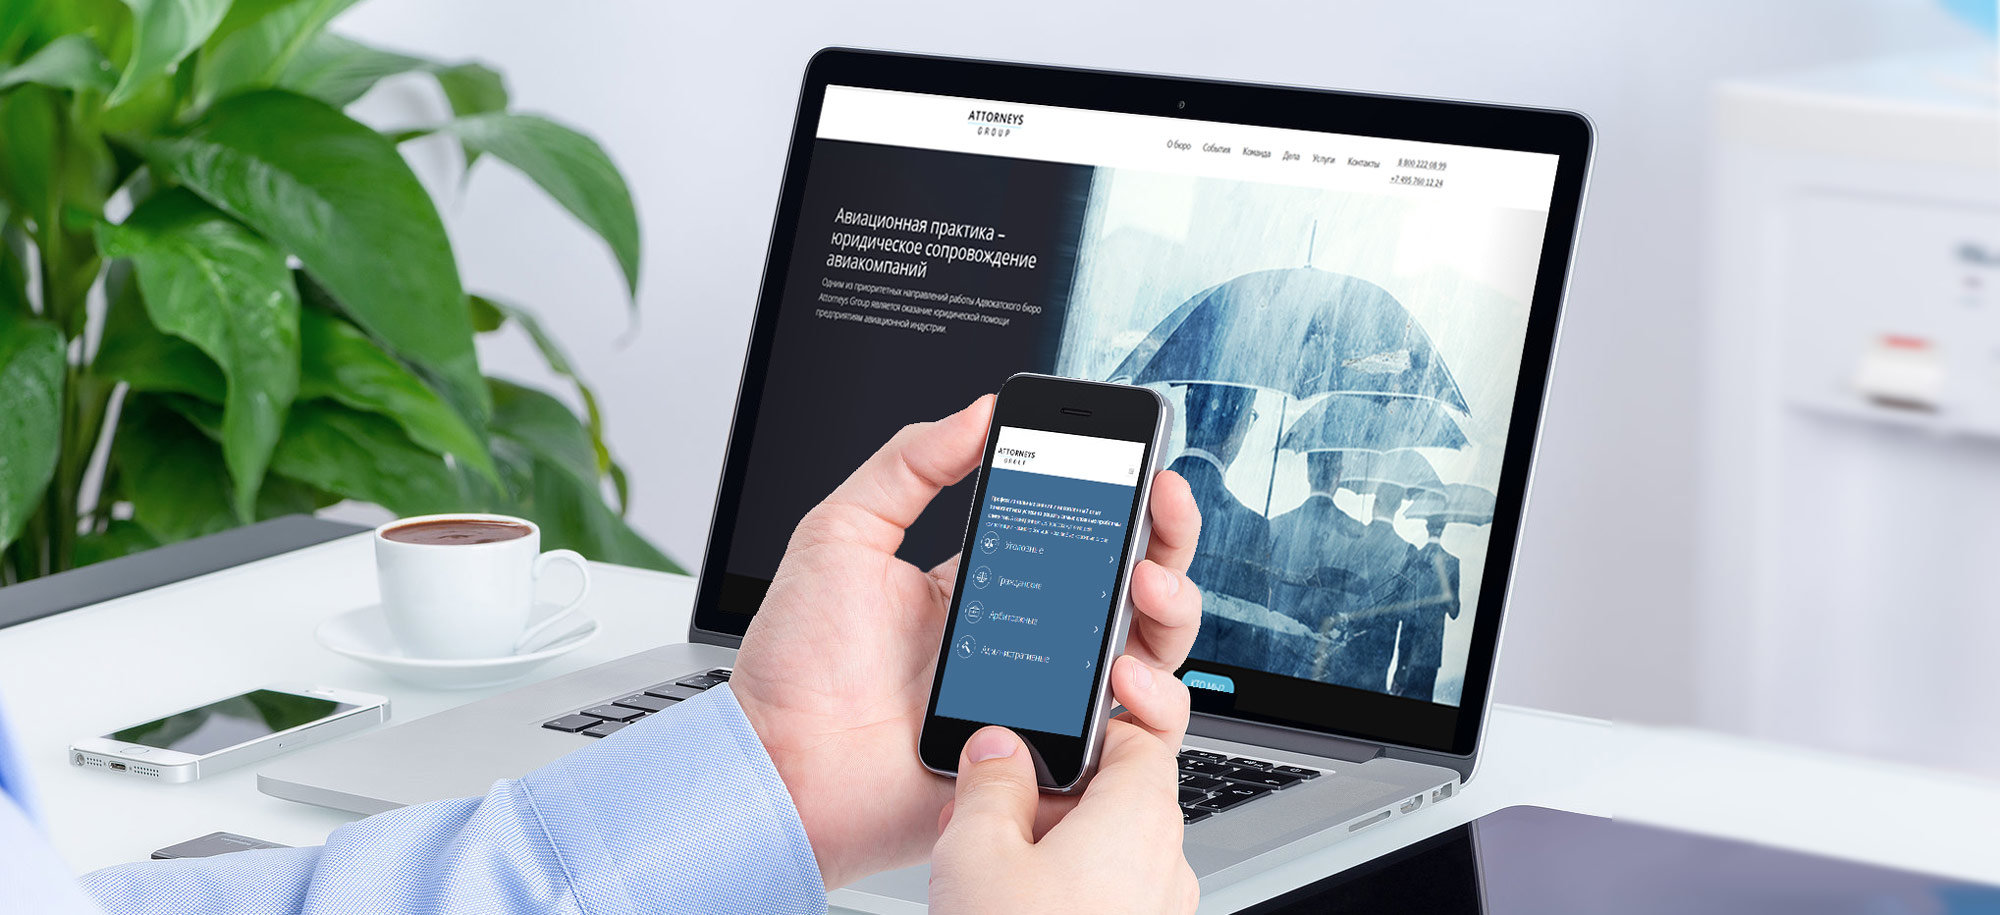 ATTORNEYS
GROUP
О бюро События Команда Дела Услуги Контакты
8 800 222 08 99
+7 495 760 12 24
Авиационная практика –
юридическое сопровождение
авиакомпаний
Одним из приоритетных направлений работы Адвокатского бюро
Attorneys Group является оказание юридической помощи
предприятиям авиационной индустрии.
КТО МЫ?
ATTORNEYS
GROUP
Уголовные
Гражданские
Арбитражные
Административные